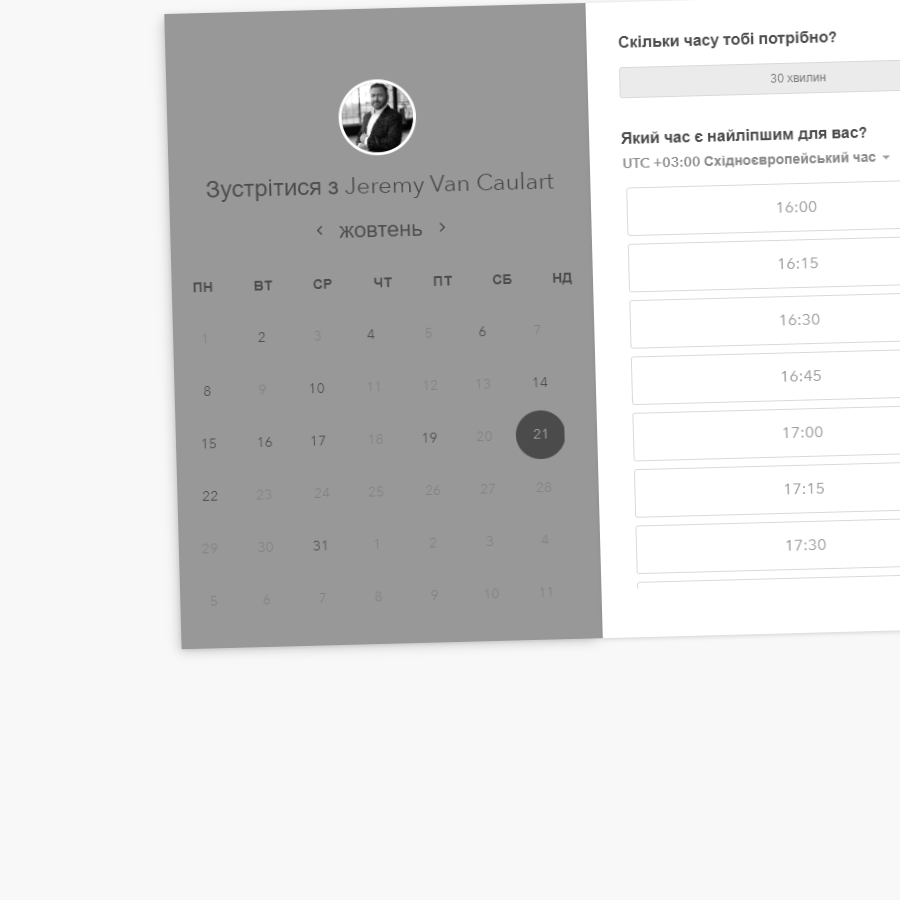 Зустрітися з Jeremy Van Caulart
жовтень
ПН ВТ СР ЧТ ПТ СБ НД
1 2 3 4 5 6 7
8 9 10 11 12 13 14
15 16 17 18 19 20 21
22 23 24 25 26 27 28
29 30 31 1 2 3 4
5 6 7 8 9 10 11
Скільки часу тобі потрібно?
30 хвилин
Який час є найліпшим для вас?
UTC +03:00 Східноєвропейський час
16:00
16:15
16:30
16:45
17:00
17:15
17:30